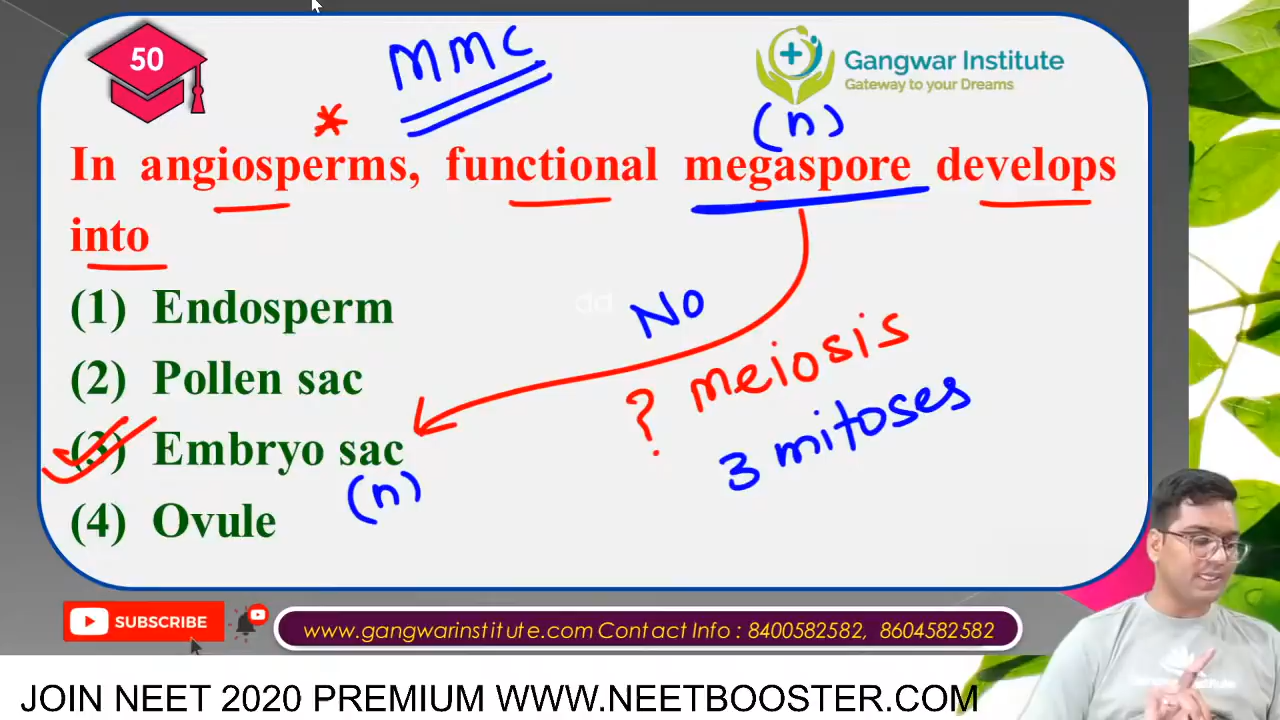 50
MMC
Gangwar Institute
Gateway to your Dreams
(n)
*
In angiosperms, functional megaspore develops
into
(1) Endosperm
No
(2) Pollen sac
? meiosis
(3) Embryo sac
3 mitoses
(n)
(4) Ovule
SUBSCRIBE
www.gangwarinstitute.com Contact Info : 8400582582, 8604582582
JOIN NEET 2020 PREMIUM WWW.NEETBOOSTER.COM